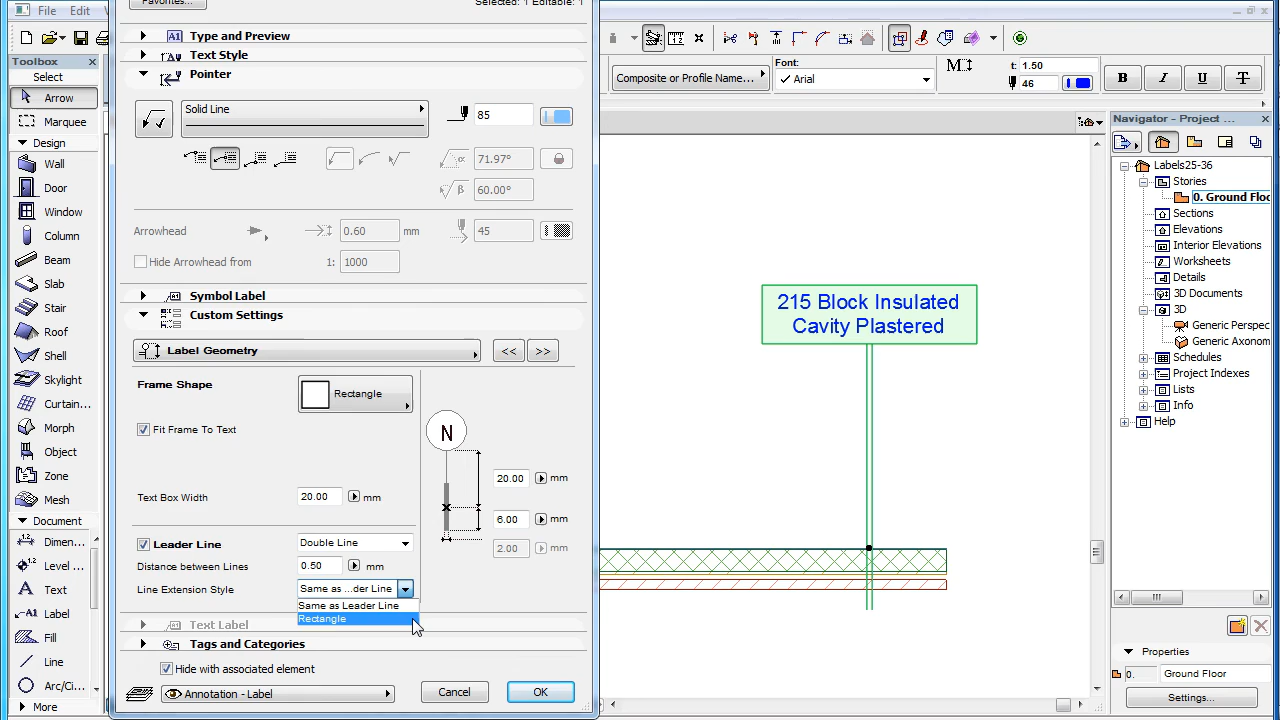 File
Edit
Favorites...
Selected: 1 Editable: 1
Toolbox
Select
Arrow
Marquee
Design
Wall
Door
Window
Column
Beam
Slab
Stair
Roof
Shell
Skylight
Curtain...
Morph
Object
Zone
Mesh
Document
Dimen...
Level ...
Text
Label
Fill
Line
Arc/Ci...
More
Type and Preview
Text Style
Pointer
Solid Line
85
α 71.97°
β 60.00°
Arrowhead
0.60 mm
45
Hide Arrowhead from 1: 1000
Symbol Label
Custom Settings
Label Geometry
<<
>>
Frame Shape
Rectangle
Fit Frame To Text
N
20.00 mm
Text Box Width 20.00 mm
6.00 mm
Leader Line Double Line
2.00 mm
Distance between Lines 0.50 mm
Line Extension Style Same as ...der Line
Same as Leader Line
Rectangle
Text Label
Tags and Categories
Hide with associated element
Annotation - Label
Cancel
OK
Composite or Profile Name...
Font:
Arial
t: 1.50
46
B
I
U
T
215 Block Insulated
Cavity Plastered
Navigator - Project ...
Labels25-36
Stories
0. Ground Floo
Sections
Elevations
Interior Elevations
Worksheets
Details
3D Documents
3D
Generic Perspec
Generic Axonom
Schedules
Project Indexes
Lists
Info
Help
Properties
0. Ground Floor
Settings...